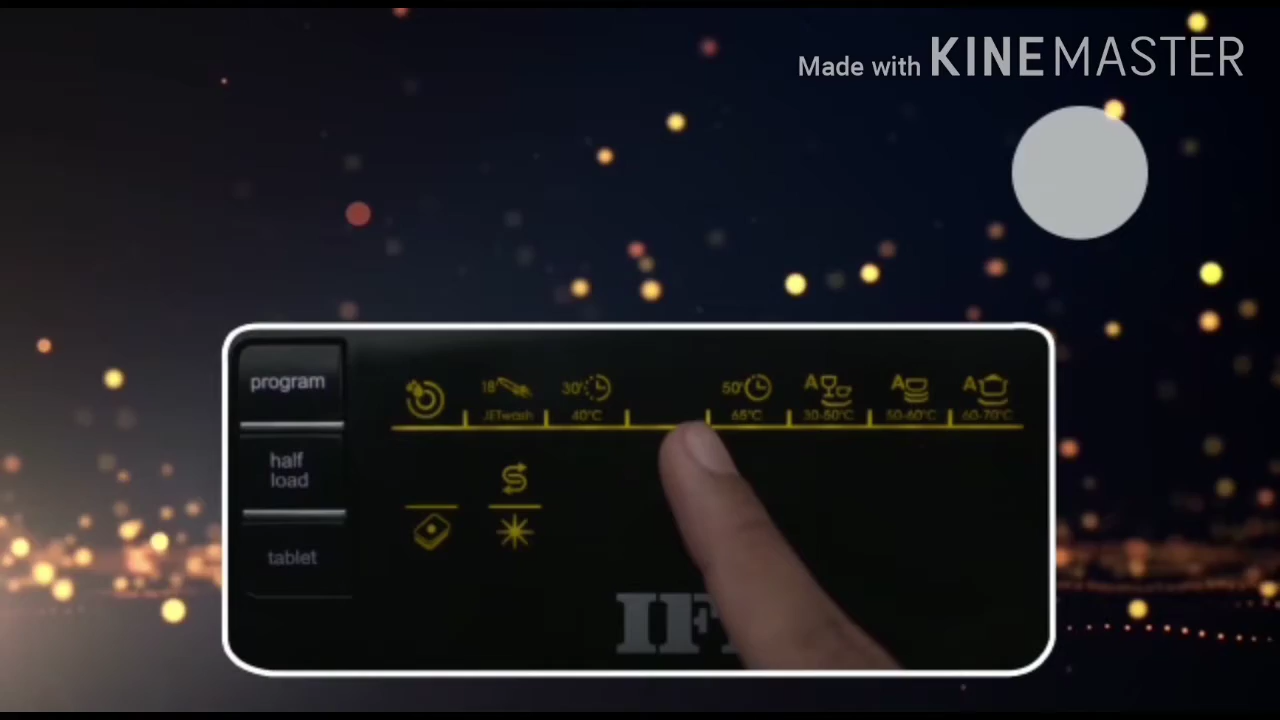 Made with KINEMASTER
program
18' 30' 50' A A A
JETwash 40°C 65°C 30-50°C 50-60°C 60-70°C
half
load
tablet